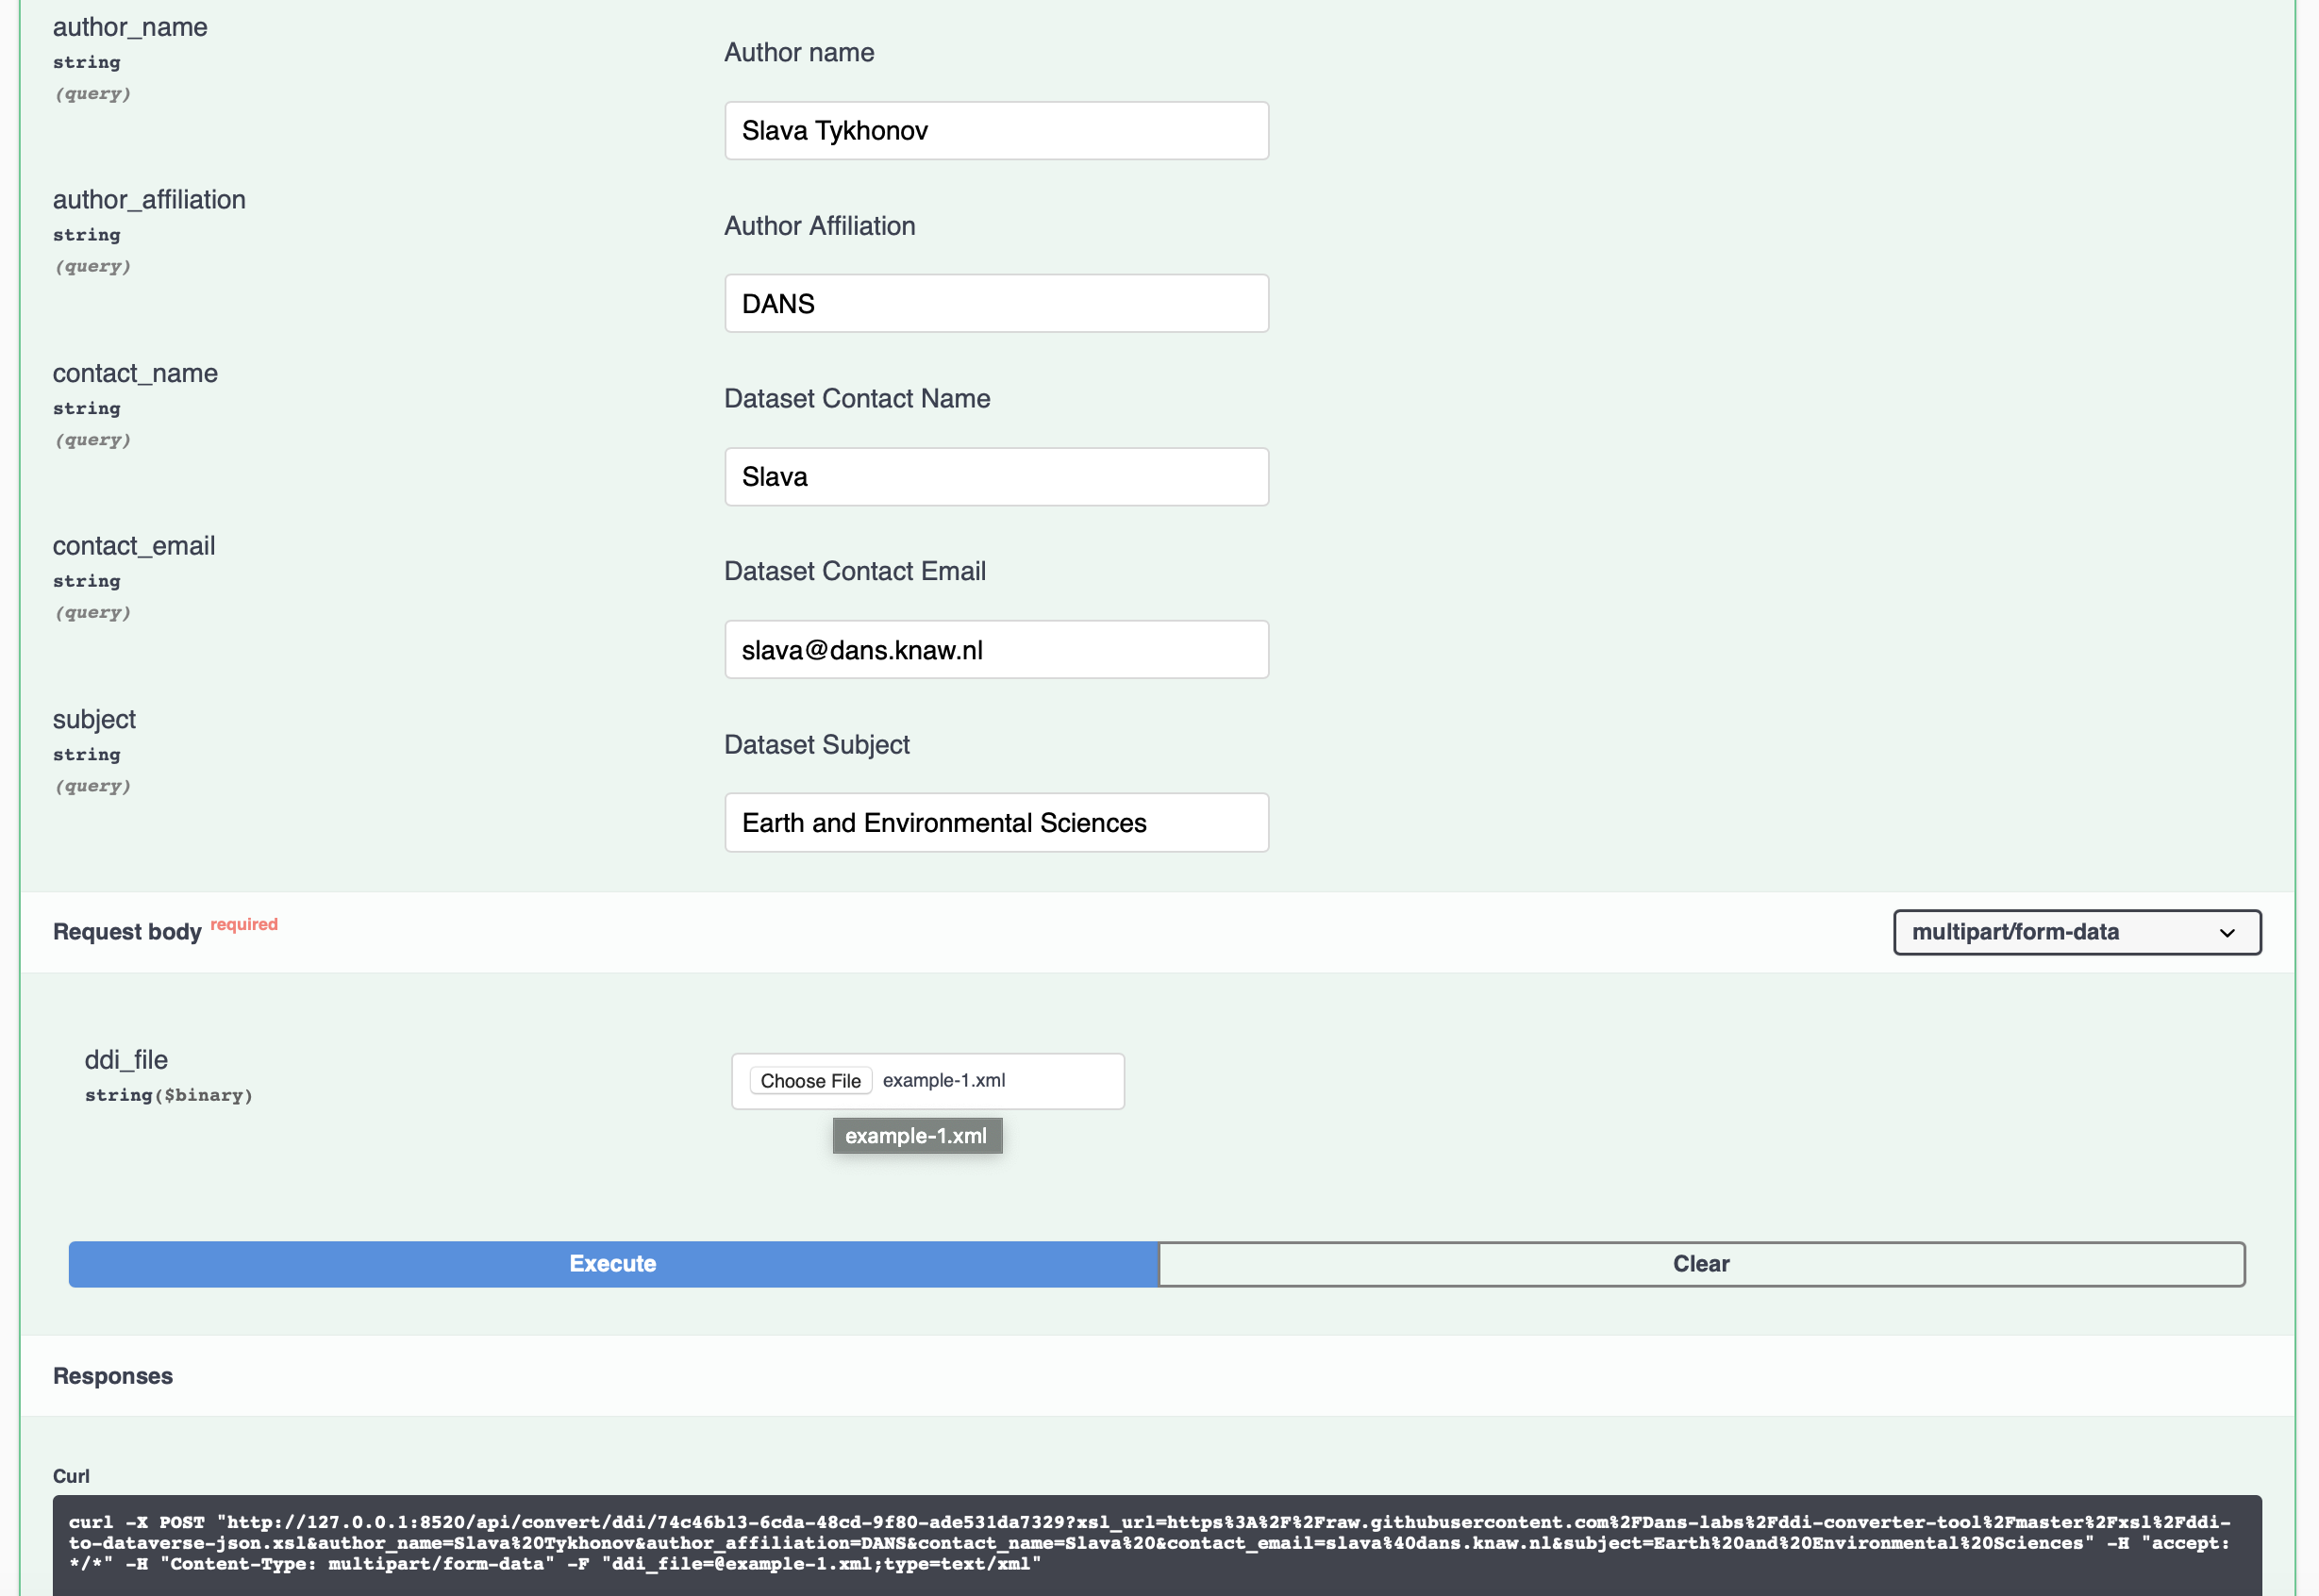 author_name
string
(query)
Author name
Slava Tykhonov
author_affiliation
string
(query)
Author Affiliation
DANS
contact_name
string
(query)
Dataset Contact Name
Slava
contact_email
string
(query)
Dataset Contact Email
slava@dans.knaw.nl
subject
string
(query)
Dataset Subject
Earth and Environmental Sciences
Request body required
multipart/form-data
ddi_file
string($binary)
Choose File example-1.xml
example-1.xml
Execute
Clear
Responses
Curl
curl -X POST "http://127.0.0.1:8520/api/convert/ddi/74c46b13-6cda-48cd-9f80-ade531da7329?xsl_url=https%3A%2F%2Fraw.githubusercontent.com%2FDans-labs%2Fddi-converter-tool%2Fmaster%2Fxsl%2Fddi-
to-dataverse-json.xsl&author_name=Slava%20Tykhonov&author_affiliation=DANS&contact_name=Slava%20&contact_email=slava%40dans.knaw.nl&subject=Earth%20and%20Environmental%20Sciences" -H "accept:
*/*" -H "Content-Type: multipart/form-data" -F "ddi_file=@example-1.xml;type=text/xml"